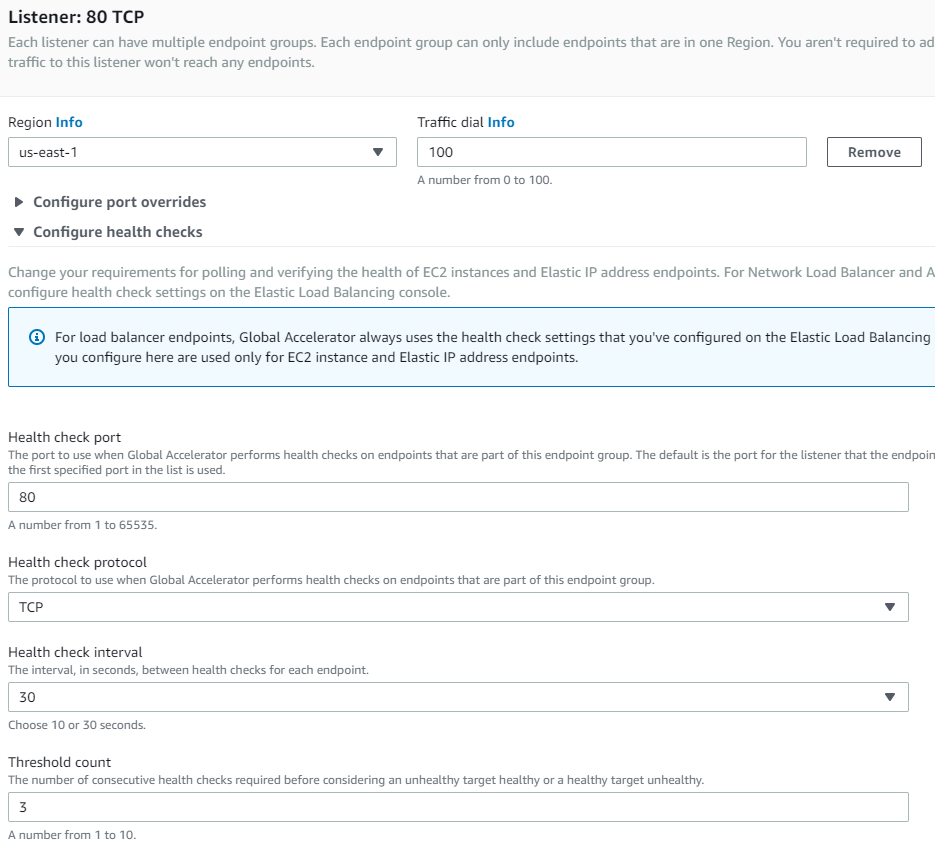 Listener: 80 TCP
Each listener can have multiple endpoint groups. Each endpoint group can only include endpoints that are in one Region. You aren't required to ad
traffic to this listener won't reach any endpoints.
Region Info
Traffic dial Info
us-east-1
100
Remove
A number from 0 to 100.
Configure port overrides
Configure health checks
Change your requirements for polling and verifying the health of EC2 instances and Elastic IP address endpoints. For Network Load Balancer and A
configure health check settings on the Elastic Load Balancing console.
For load balancer endpoints, Global Accelerator always uses the health check settings that you've configured on the Elastic Load Balancing
you configure here are used only for EC2 instance and Elastic IP address endpoints.
Health check port
The port to use when Global Accelerator performs health checks on endpoints that are part of this endpoint group. The default is the port for the listener that the endpoin
the first specified port in the list is used.
80
A number from 1 to 65535.
Health check protocol
The protocol to use when Global Accelerator performs health checks on endpoints that are part of this endpoint group.
TCP
Health check interval
The interval, in seconds, between health checks for each endpoint.
30
Choose 10 or 30 seconds.
Threshold count
The number of consecutive health checks required before considering an unhealthy target healthy or a healthy target unhealthy.
3
A number from 1 to 10.